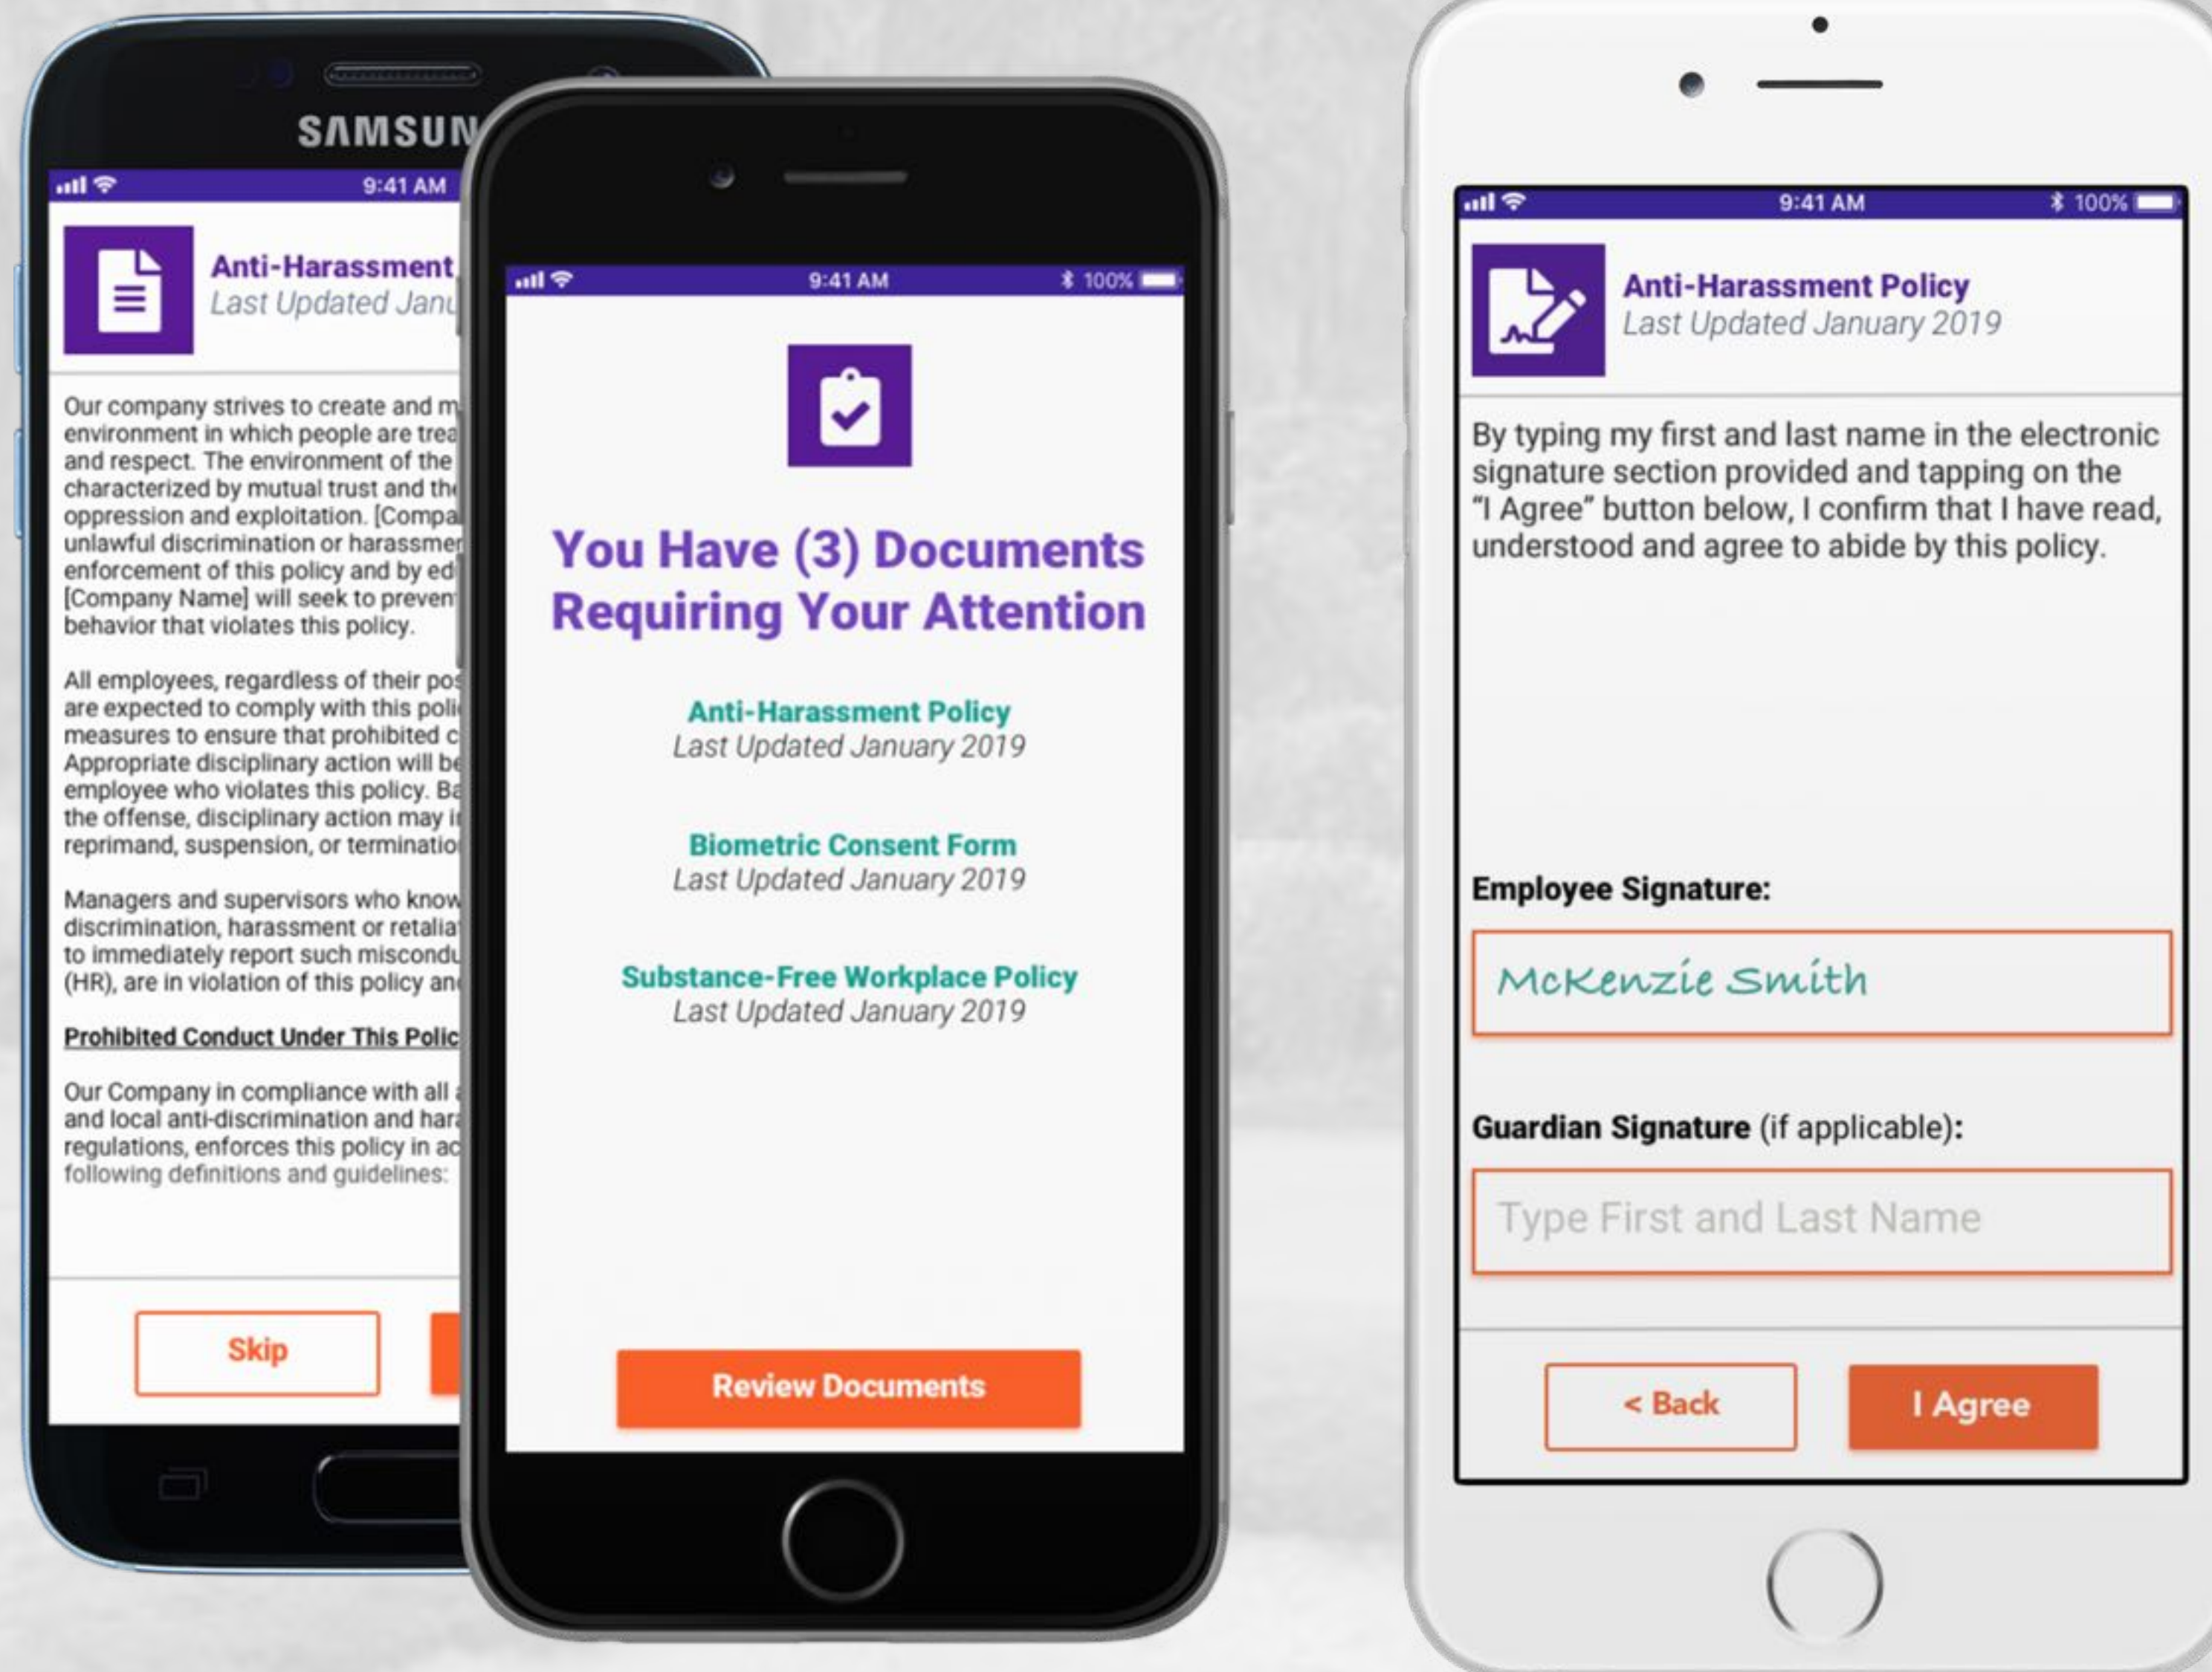 SAMSUN
9:41 AM
Anti-Harassment
Last Updated Janu
Our company strives to create and m
environment in which people are trea
and respect. The environment of the
characterized by mutual trust and the
oppression and exploitation. [Compa
unlawful discrimination or harassmen
enforcement of this policy and by ed
[Company Name] will seek to prevent
behavior that violates this policy.
All employees, regardless of their pos
are expected to comply with this poli
measures to ensure that prohibited c
Appropriate disciplinary action will be
employee who violates this policy. Ba
the offense, disciplinary action may i
reprimand, suspension, or terminatio
Managers and supervisors who know
discrimination, harassment or retalia
to immediately report such miscondu
(HR), are in violation of this policy an
Prohibited Conduct Under This Polic
Our Company in compliance with all
and local anti-discrimination and hara
regulations, enforces this policy in ac
following definitions and guidelines:
Skip
9:41 AM 100%
You Have (3) Documents
Requiring Your Attention
Anti-Harassment Policy
Last Updated January 2019
Biometric Consent Form
Last Updated January 2019
Substance-Free Workplace Policy
Last Updated January 2019
Review Documents
9:41 AM 100%
Anti-Harassment Policy
Last Updated January 2019
By typing my first and last name in the electronic
signature section provided and tapping on the
“I Agree” button below, I confirm that I have read,
understood and agree to abide by this policy.
Employee Signature:
McKenzie Smith
Guardian Signature (if applicable):
Type First and Last Name
< Back
I Agree